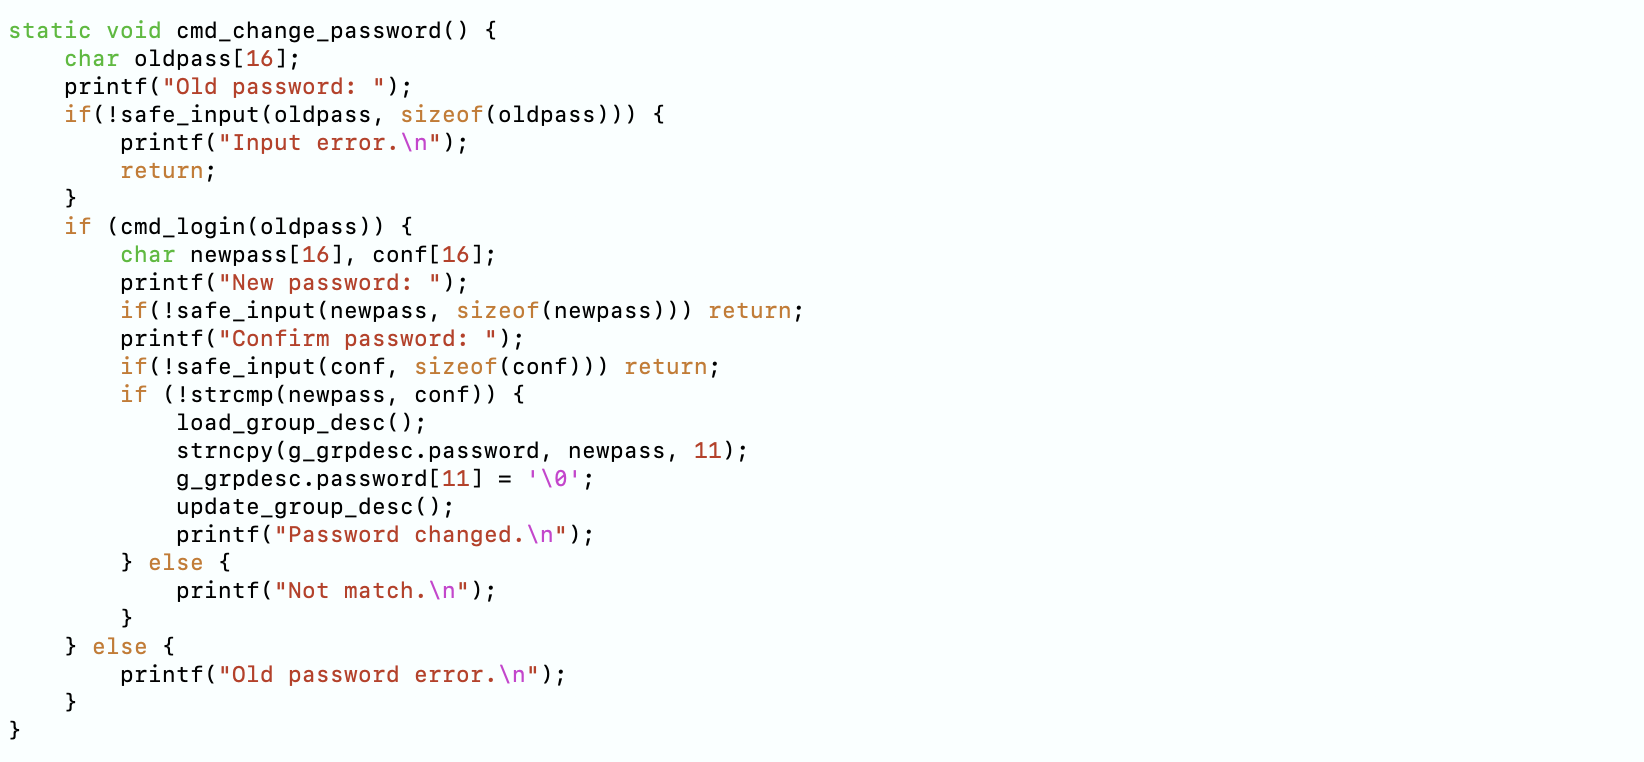 static void cmd_change_password() {
    char oldpass[16];
    printf("Old password: ");
    if(!safe_input(oldpass, sizeof(oldpass))) {
        printf("Input error.\n");
        return;
    }
    if (cmd_login(oldpass)) {
        char newpass[16], conf[16];
        printf("New password: ");
        if(!safe_input(newpass, sizeof(newpass))) return;
        printf("Confirm password: ");
        if(!safe_input(conf, sizeof(conf))) return;
        if (!strcmp(newpass, conf)) {
            load_group_desc();
            strncpy(g_grpdesc.password, newpass, 11);
            g_grpdesc.password[11] = '\0';
            update_group_desc();
            printf("Password changed.\n");
        } else {
            printf("Not match.\n");
        }
    } else {
        printf("Old password error.\n");
    }
}